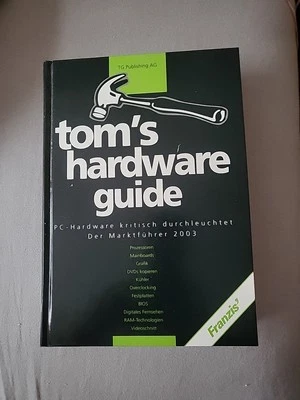 TG Publishing AG
tom's
hardware
guide
PC-Hardware kritisch durchleuchtet
Der Marktführer 2003
Prozessoren
Mainboards
Grafik
DVDs kopieren
Kühler
Overclocking
Festplatten
BIOS
Digitales Fernsehen
RAM-Technologien
Videoschnitt
Franzis'